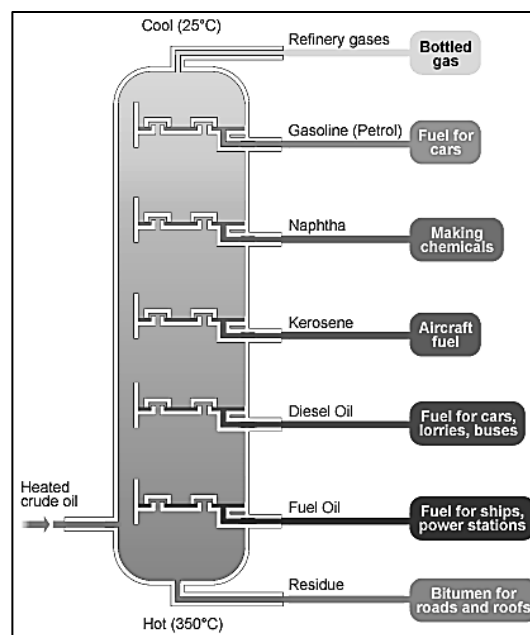 Cool (25°C)
Refinery gases
Bottled
gas
Gasoline (Petrol)
Fuel for
cars
Naphtha
Making
chemicals
Kerosene
Aircraft
fuel
Diesel Oil
Fuel for cars,
lorries, buses
Heated
crude oil
Fuel Oil
Fuel for ships,
power stations
Residue
Bitumen for
roads and roofs
Hot (350°C)